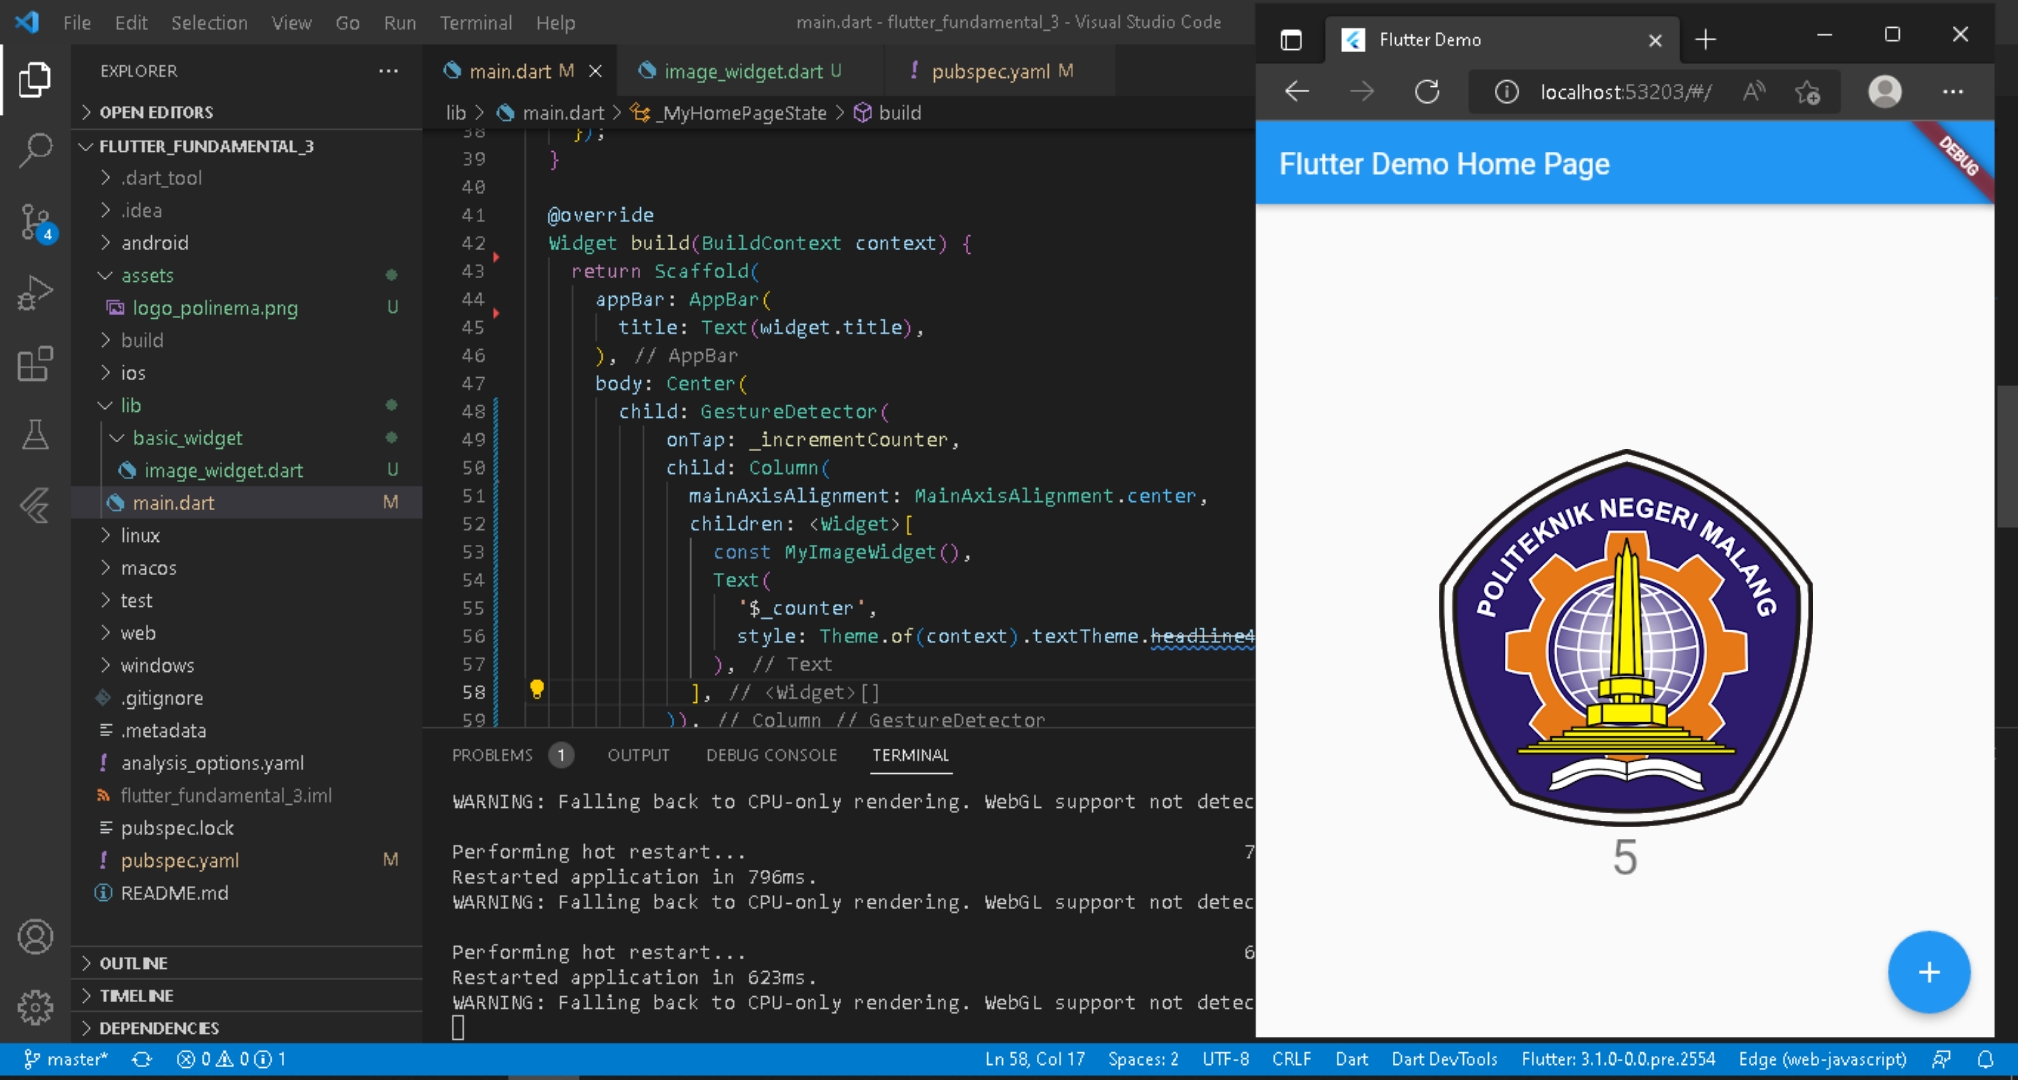 File Edit Selection View Go Run Terminal Help
main.dart - flutter_fundamental_3 - Visual Studio Code
EXPLORER
OPEN EDITORS
FLUTTER_FUNDAMENTAL_3
.dart_tool
.idea
android
assets
logo_polinema.png U
build
ios
lib
basic_widget
image_widget.dart U
main.dart M
linux
macos
test
web
windows
.gitignore
.metadata
analysis_options.yaml
flutter_fundamental_3.iml
pubspec.lock
pubspec.yaml M
README.md
OUTLINE
TIMELINE
DEPENDENCIES
4
main.dart M
image_widget.dart U
pubspec.yaml M
lib > main.dart > _MyHomePageState > build
38 });
39 }
40
41 @override
42 Widget build(BuildContext context) {
43 return Scaffold(
44 appBar: AppBar(
45 title: Text(widget.title),
46 ), // AppBar
47 body: Center(
48 child: GestureDetector(
49 onTap: _incrementCounter,
50 child: Column(
51 mainAxisAlignment: MainAxisAlignment.center,
52 children: <Widget>[
53 const MyImageWidget(),
54 Text(
55 '$_counter',
56 style: Theme.of(context).textTheme.headline4
57 ), // Text
58 ], // <Widget>[]
59 )), // Column // GestureDetector
PROBLEMS 1 OUTPUT DEBUG CONSOLE TERMINAL
WARNING: Falling back to CPU-only rendering. WebGL support not detec
Performing hot restart... 7
Restarted application in 796ms.
WARNING: Falling back to CPU-only rendering. WebGL support not detec
Performing hot restart... 6
Restarted application in 623ms.
WARNING: Falling back to CPU-only rendering. WebGL support not detec
Flutter Demo
localhost:53203/#/
Flutter Demo Home Page
DEBUG
POLITEKNIK NEGERI MALANG
5
+
master* 0 0 1
Ln 58, Col 17 Spaces: 2 UTF-8 CRLF Dart Dart DevTools Flutter: 3.1.0-0.0.pre.2554 Edge (web-javascript)